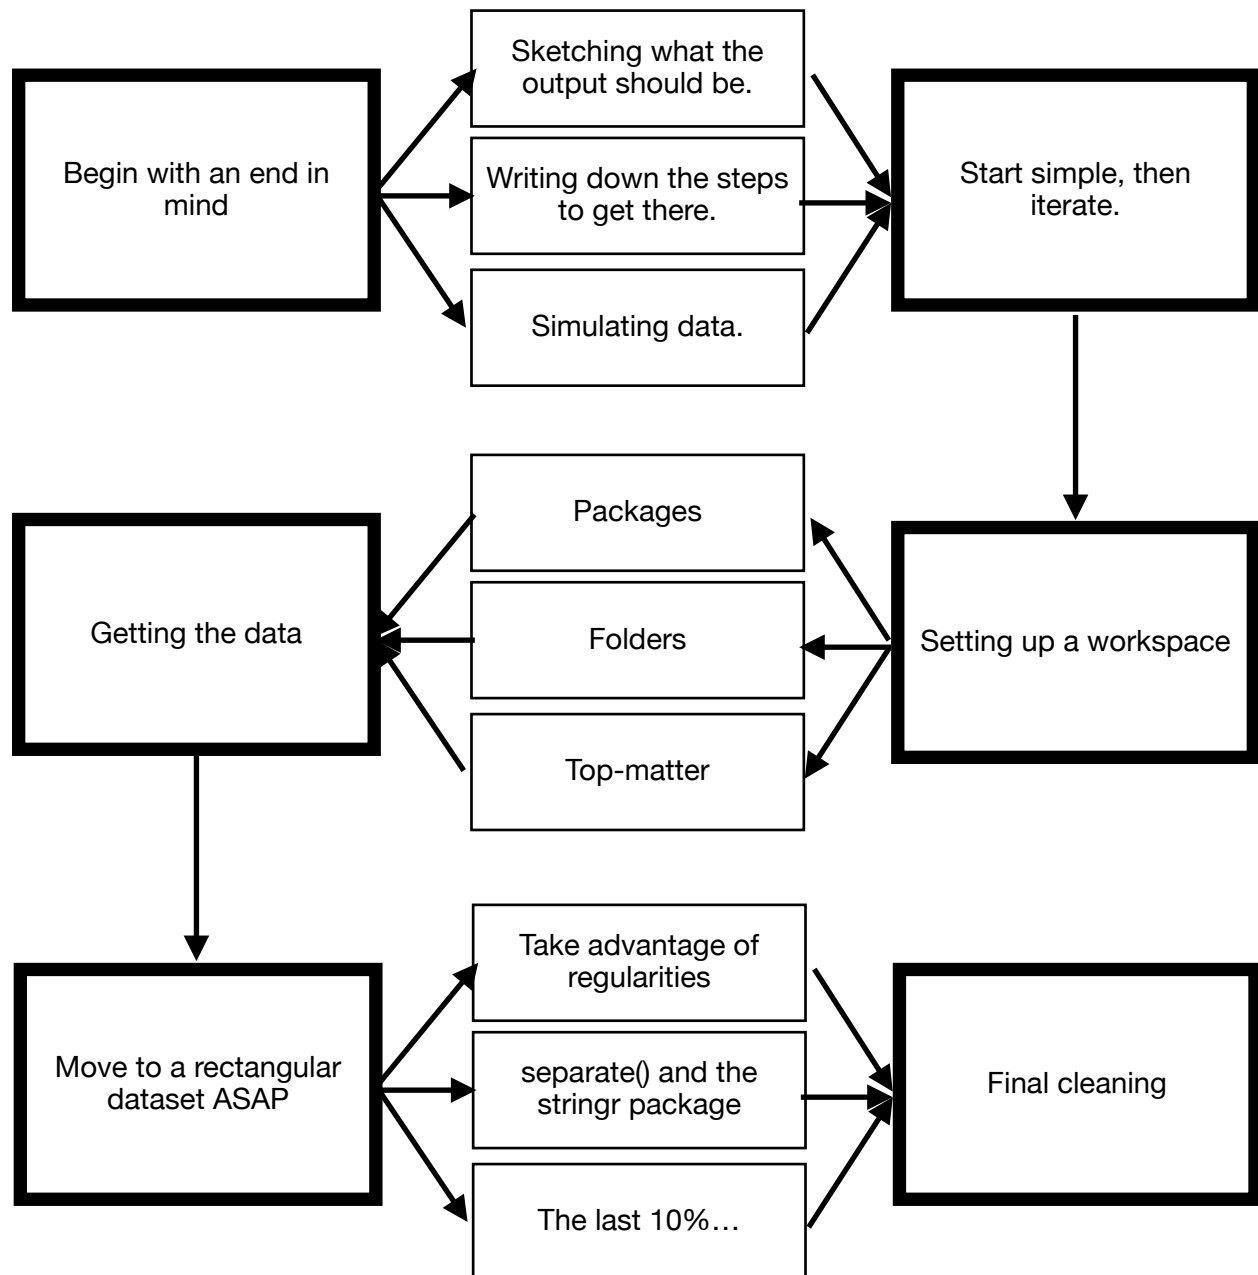 Begin with an end in
mind
Sketching what the
output should be.
Writing down the steps
to get there.
Simulating data.
Start simple, then
iterate.
Setting up a workspace
Packages
Folders
Top-matter
Getting the data
Move to a rectangular
dataset ASAP
Take advantage of
regularities
separate() and the
stringr package
The last 10%…
Final cleaning